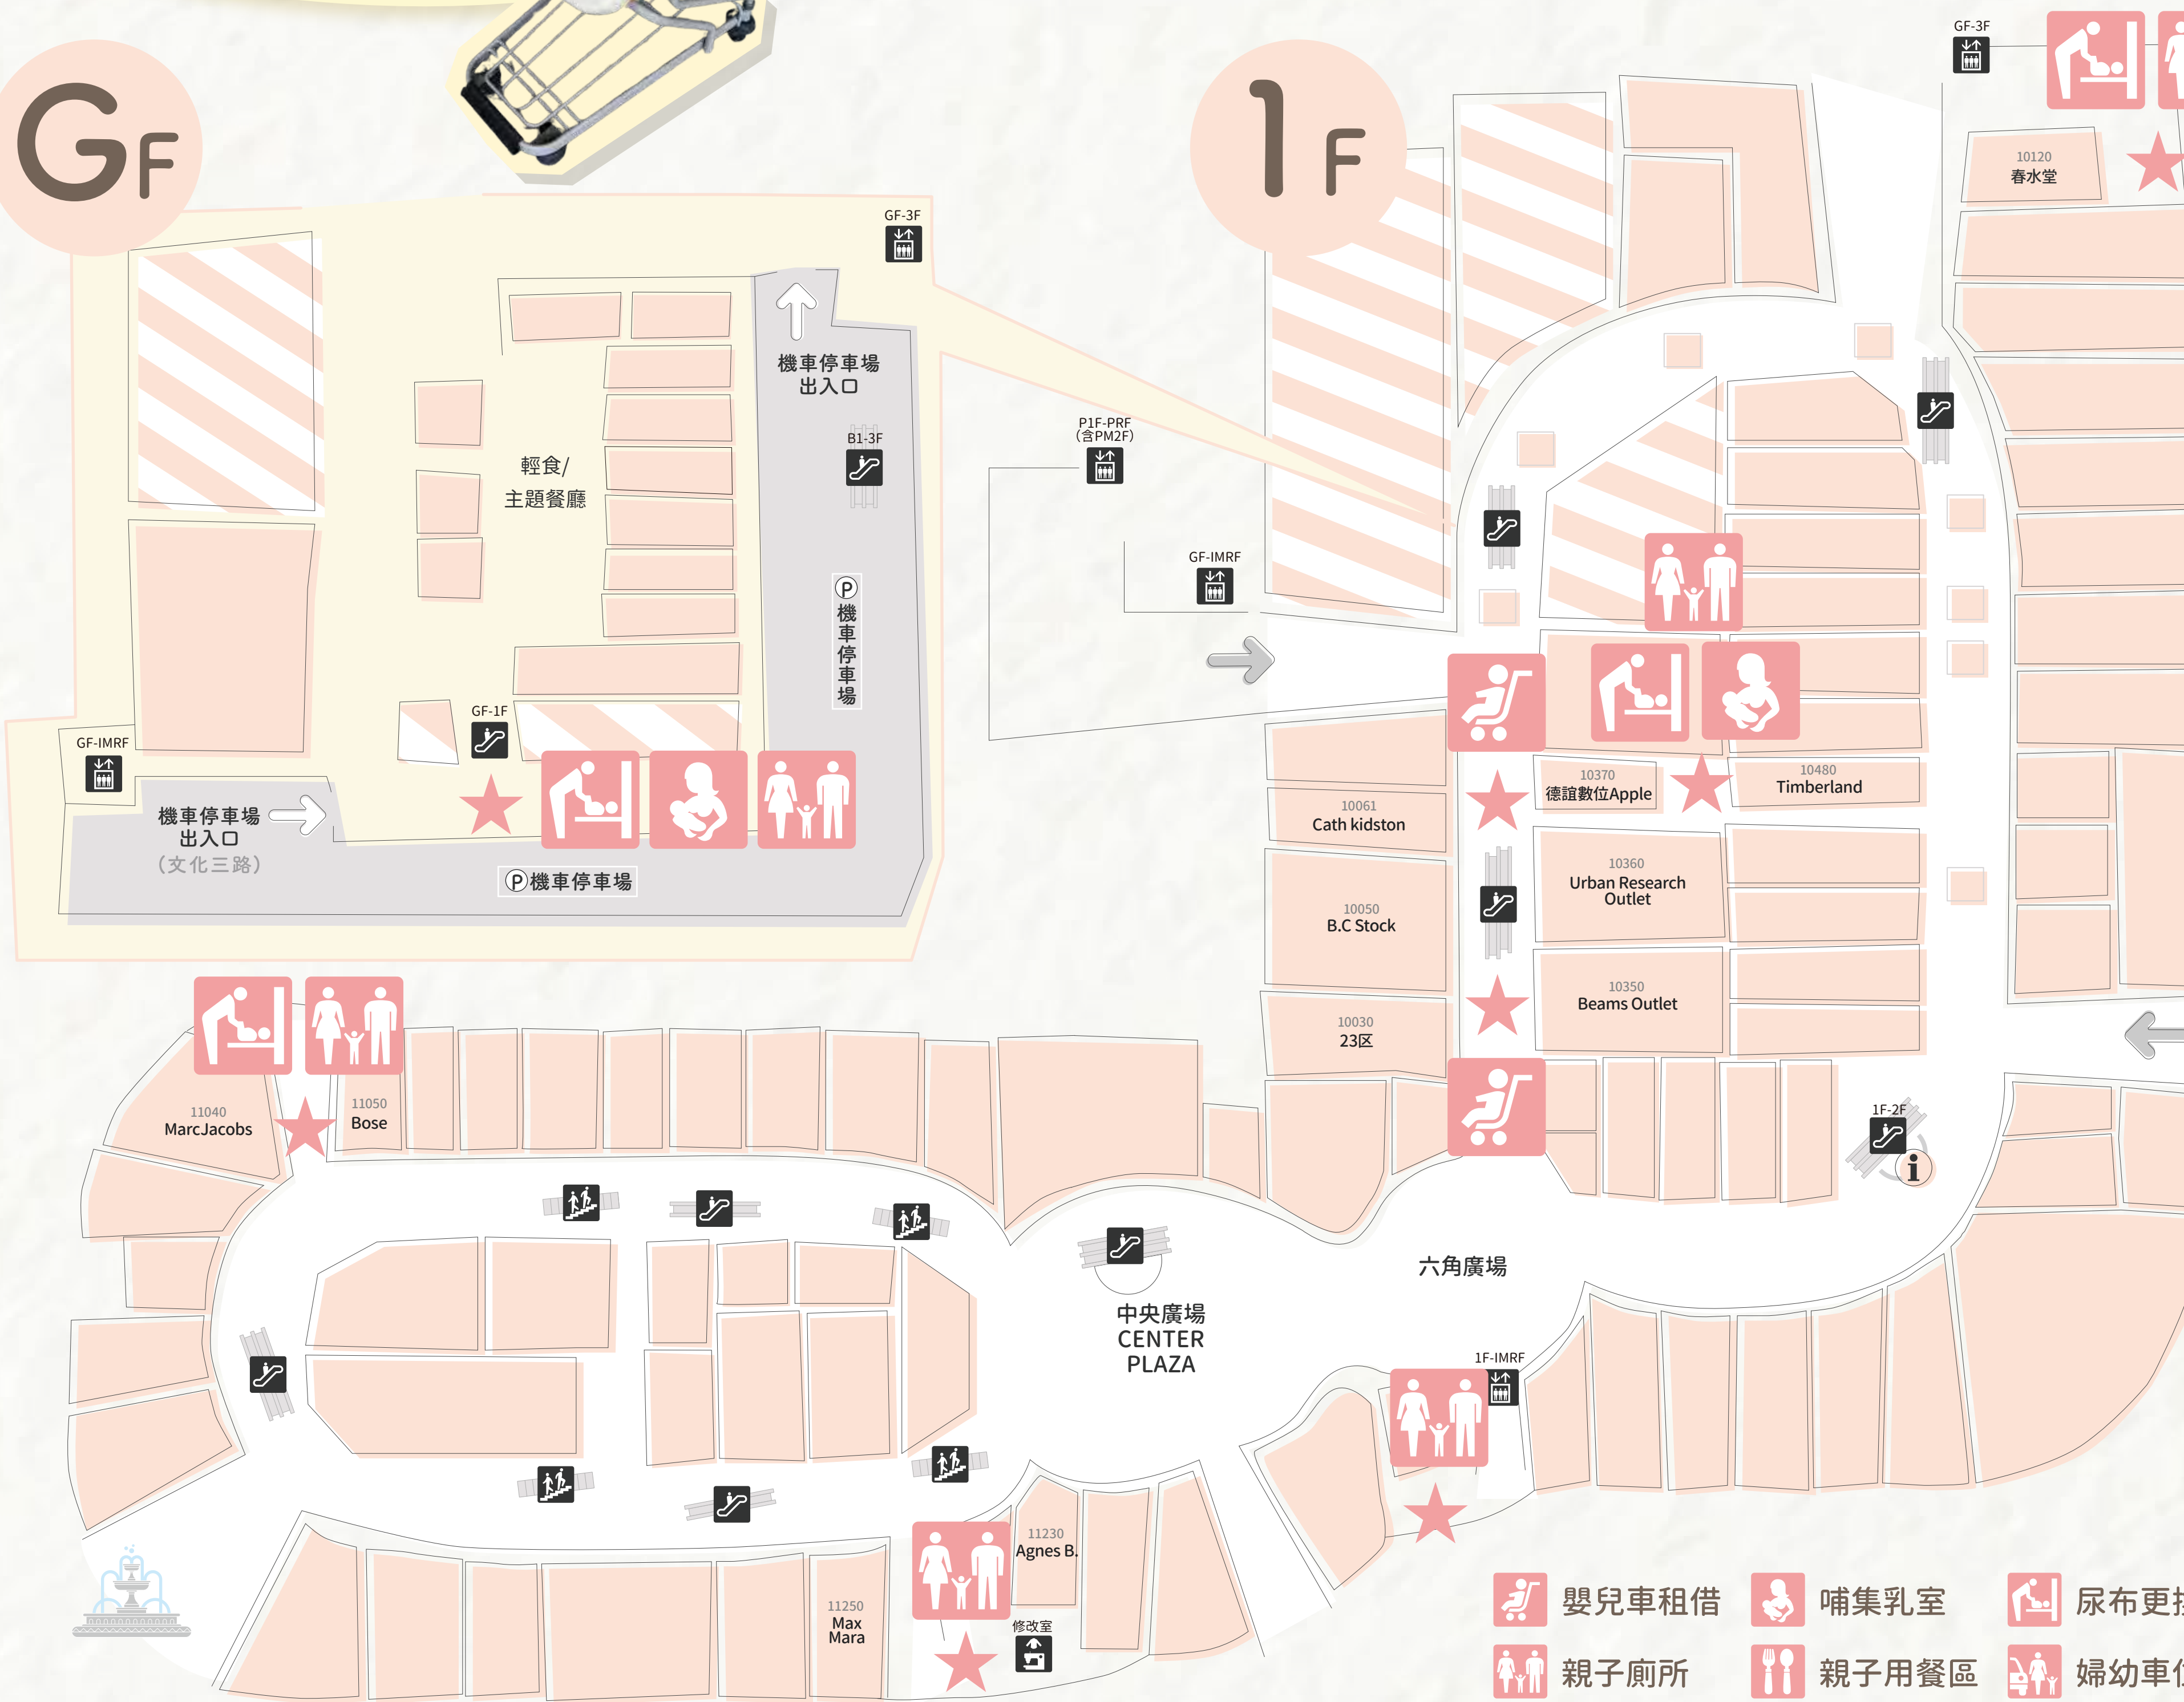 GF
GF-3F
機車停車場
出入口
B1-3F
輕食/
主題餐廳
P
機車停車場
GF-1F
GF-IMRF
機車停車場
出入口
(文化三路)
P機車停車場
1F
GF-3F
10120
春水堂
P1F-PRF
(含PM2F)
GF-IMRF
10370
德誼數位Apple
10480
Timberland
10061
Cath kidston
10360
Urban Research
Outlet
10050
B.C Stock
10350
Beams Outlet
10030
23区
11040
MarcJacobs
11050
Bose
1F-2F
i
六角廣場
中央廣場
CENTER
PLAZA
1F-IMRF
11230
Agnes B.
11250
Max
Mara
修改室
嬰兒車租借
哺集乳室
尿布更
親子廁所
親子用餐區
婦幼車